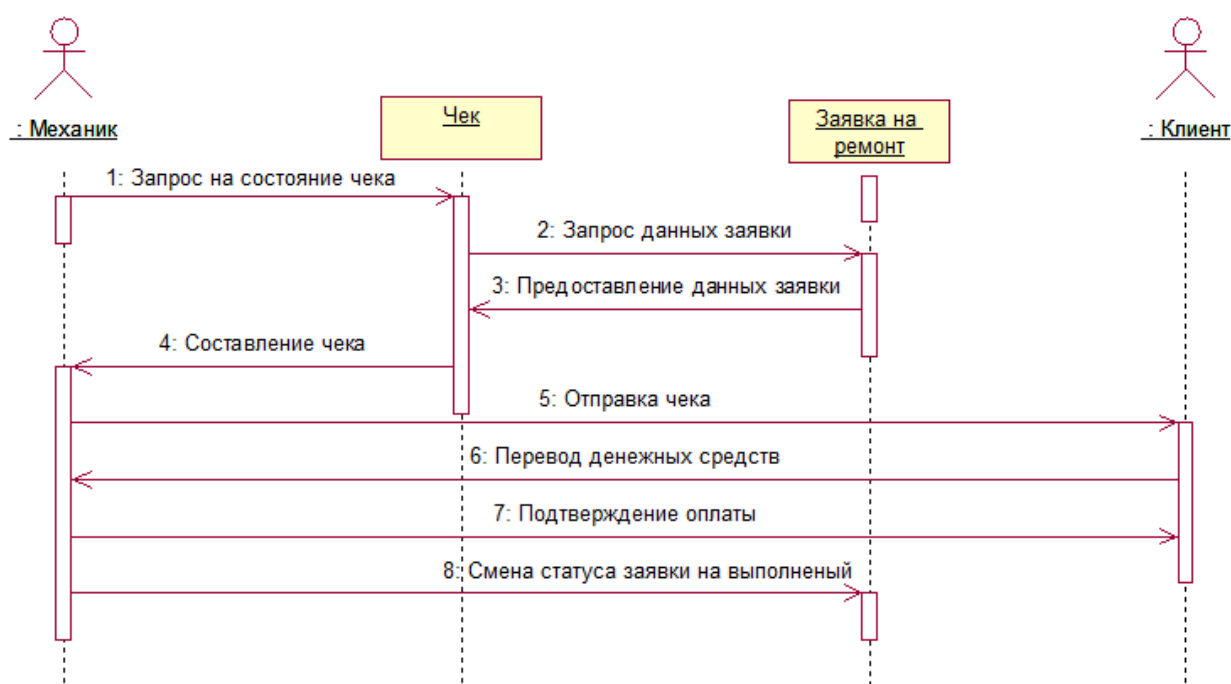 : Механик
Чек
Заявка на
ремонт
: Клиент
1: Запрос на состояние чека
2: Запрос данных заявки
3: Предоставление данных заявки
4: Составление чека
5: Отправка чека
6: Перевод денежных средств
7: Подтверждение оплаты
8: Смена статуса заявки на выполненый